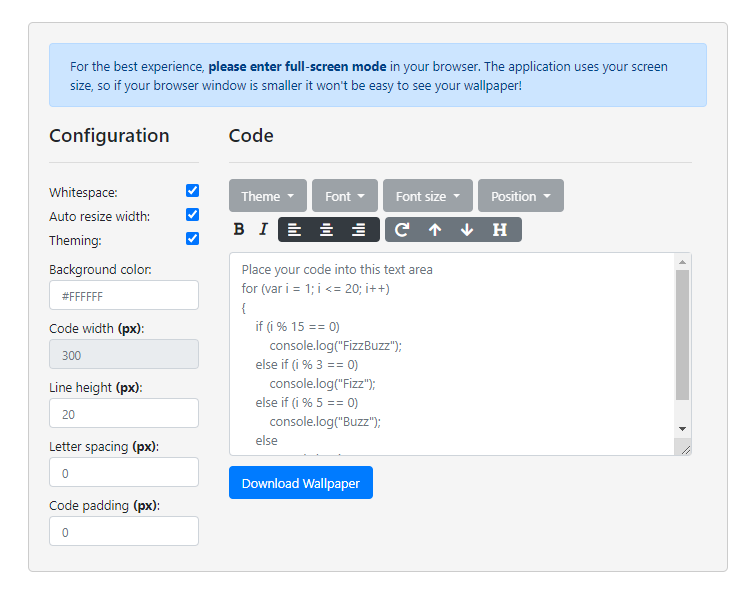 For the best experience, please enter full-screen mode in your browser. The application uses your screen
size, so if your browser window is smaller it won't be easy to see your wallpaper!
Configuration
Whitespace:
Auto resize width:
Theming:
Background color:
#FFFFFF
Code width (px):
300
Line height (px):
20
Letter spacing (px):
0
Code padding (px):
0
Code
Theme Font Font size Position
B I H
Place your code into this text area
for (var i = 1; i <= 20; i++)
{
    if (i % 15 == 0)
        console.log("FizzBuzz");
    else if (i % 3 == 0)
        console.log("Fizz");
    else if (i % 5 == 0)
        console.log("Buzz");
    else
Download Wallpaper